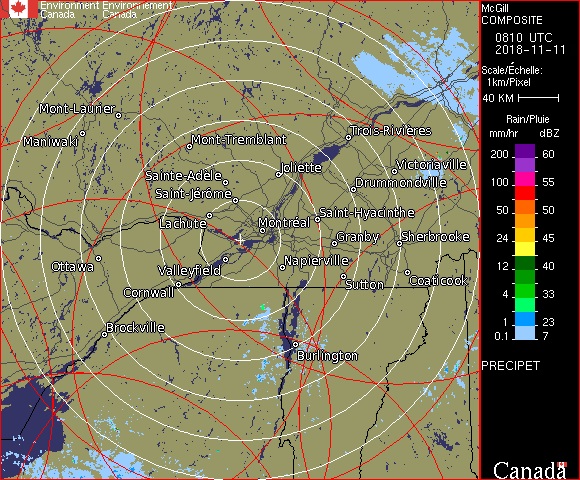 Environment Environnement
Canada Canada
McGill
COMPOSITE
0810 UTC
2018-11-11
Scale/Échelle:
1km/Pixel
40 KM
Rain/Pluie
mm/hr dBZ
200 60
100 55
50 50
24 45
12 40
4 33
1 23
0.1 7
PRECIPET
Canada
Mont-Laurier
Maniwaki
Mont-Tremblant
Trois-Rivières
Sainte-Adèle
Joliette
Victoriaville
Saint-Jérôme
Drummondville
Lachute
Montréal
Saint-Hyacinthe
Granby
Sherbrooke
Ottawa
Valleyfield
Napierville
Cornwall
Sutton
Coaticook
Brockville
Burlington